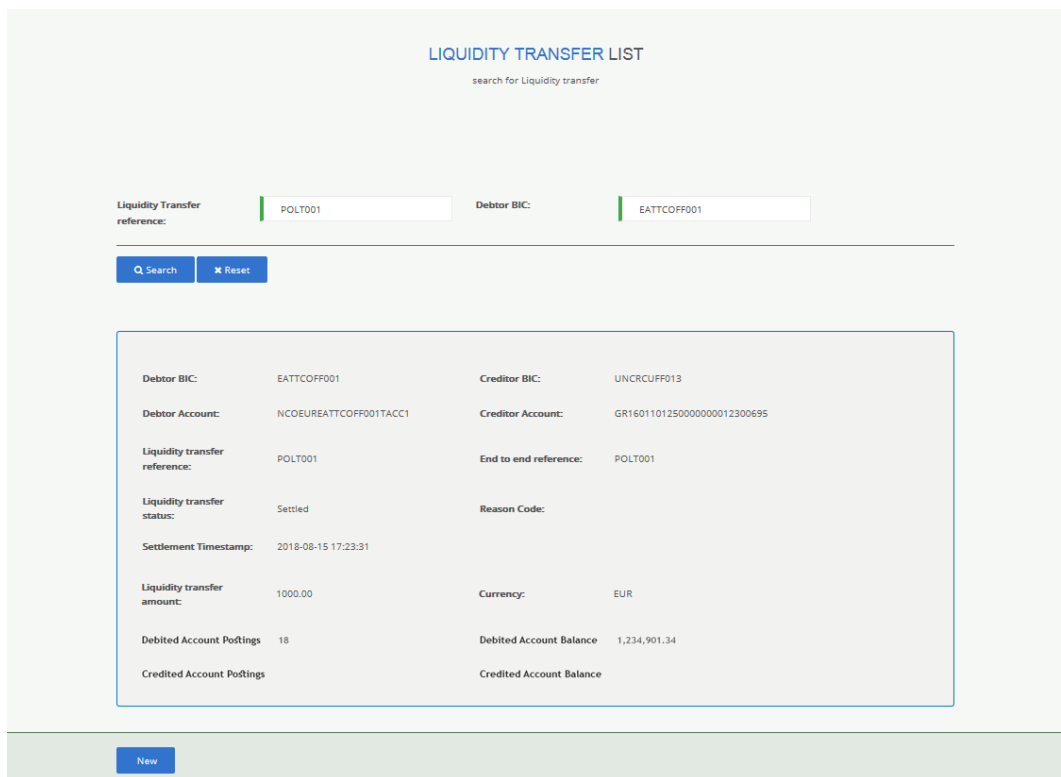 LIQUIDITY TRANSFER LIST
search for Liquidity transfer
Liquidity Transfer reference: POLT001 Debtor BIC: EATTCOFF001
Search Reset
Debtor BIC: EATTCOFF001 Creditor BIC: UNCRCUFF013
Debtor Account: NCOEUREATTCOFF001TACC1 Creditor Account: GR1601101250000000012300695
Liquidity transfer reference: POLT001 End to end reference: POLT001
Liquidity transfer status: Settled Reason Code:
Settlement Timestamp: 2018-08-15 17:23:31
Liquidity transfer amount: 1000.00 Currency: EUR
Debited Account Postings 18 Debited Account Balance 1,234,901.34
Credited Account Postings Credited Account Balance
New